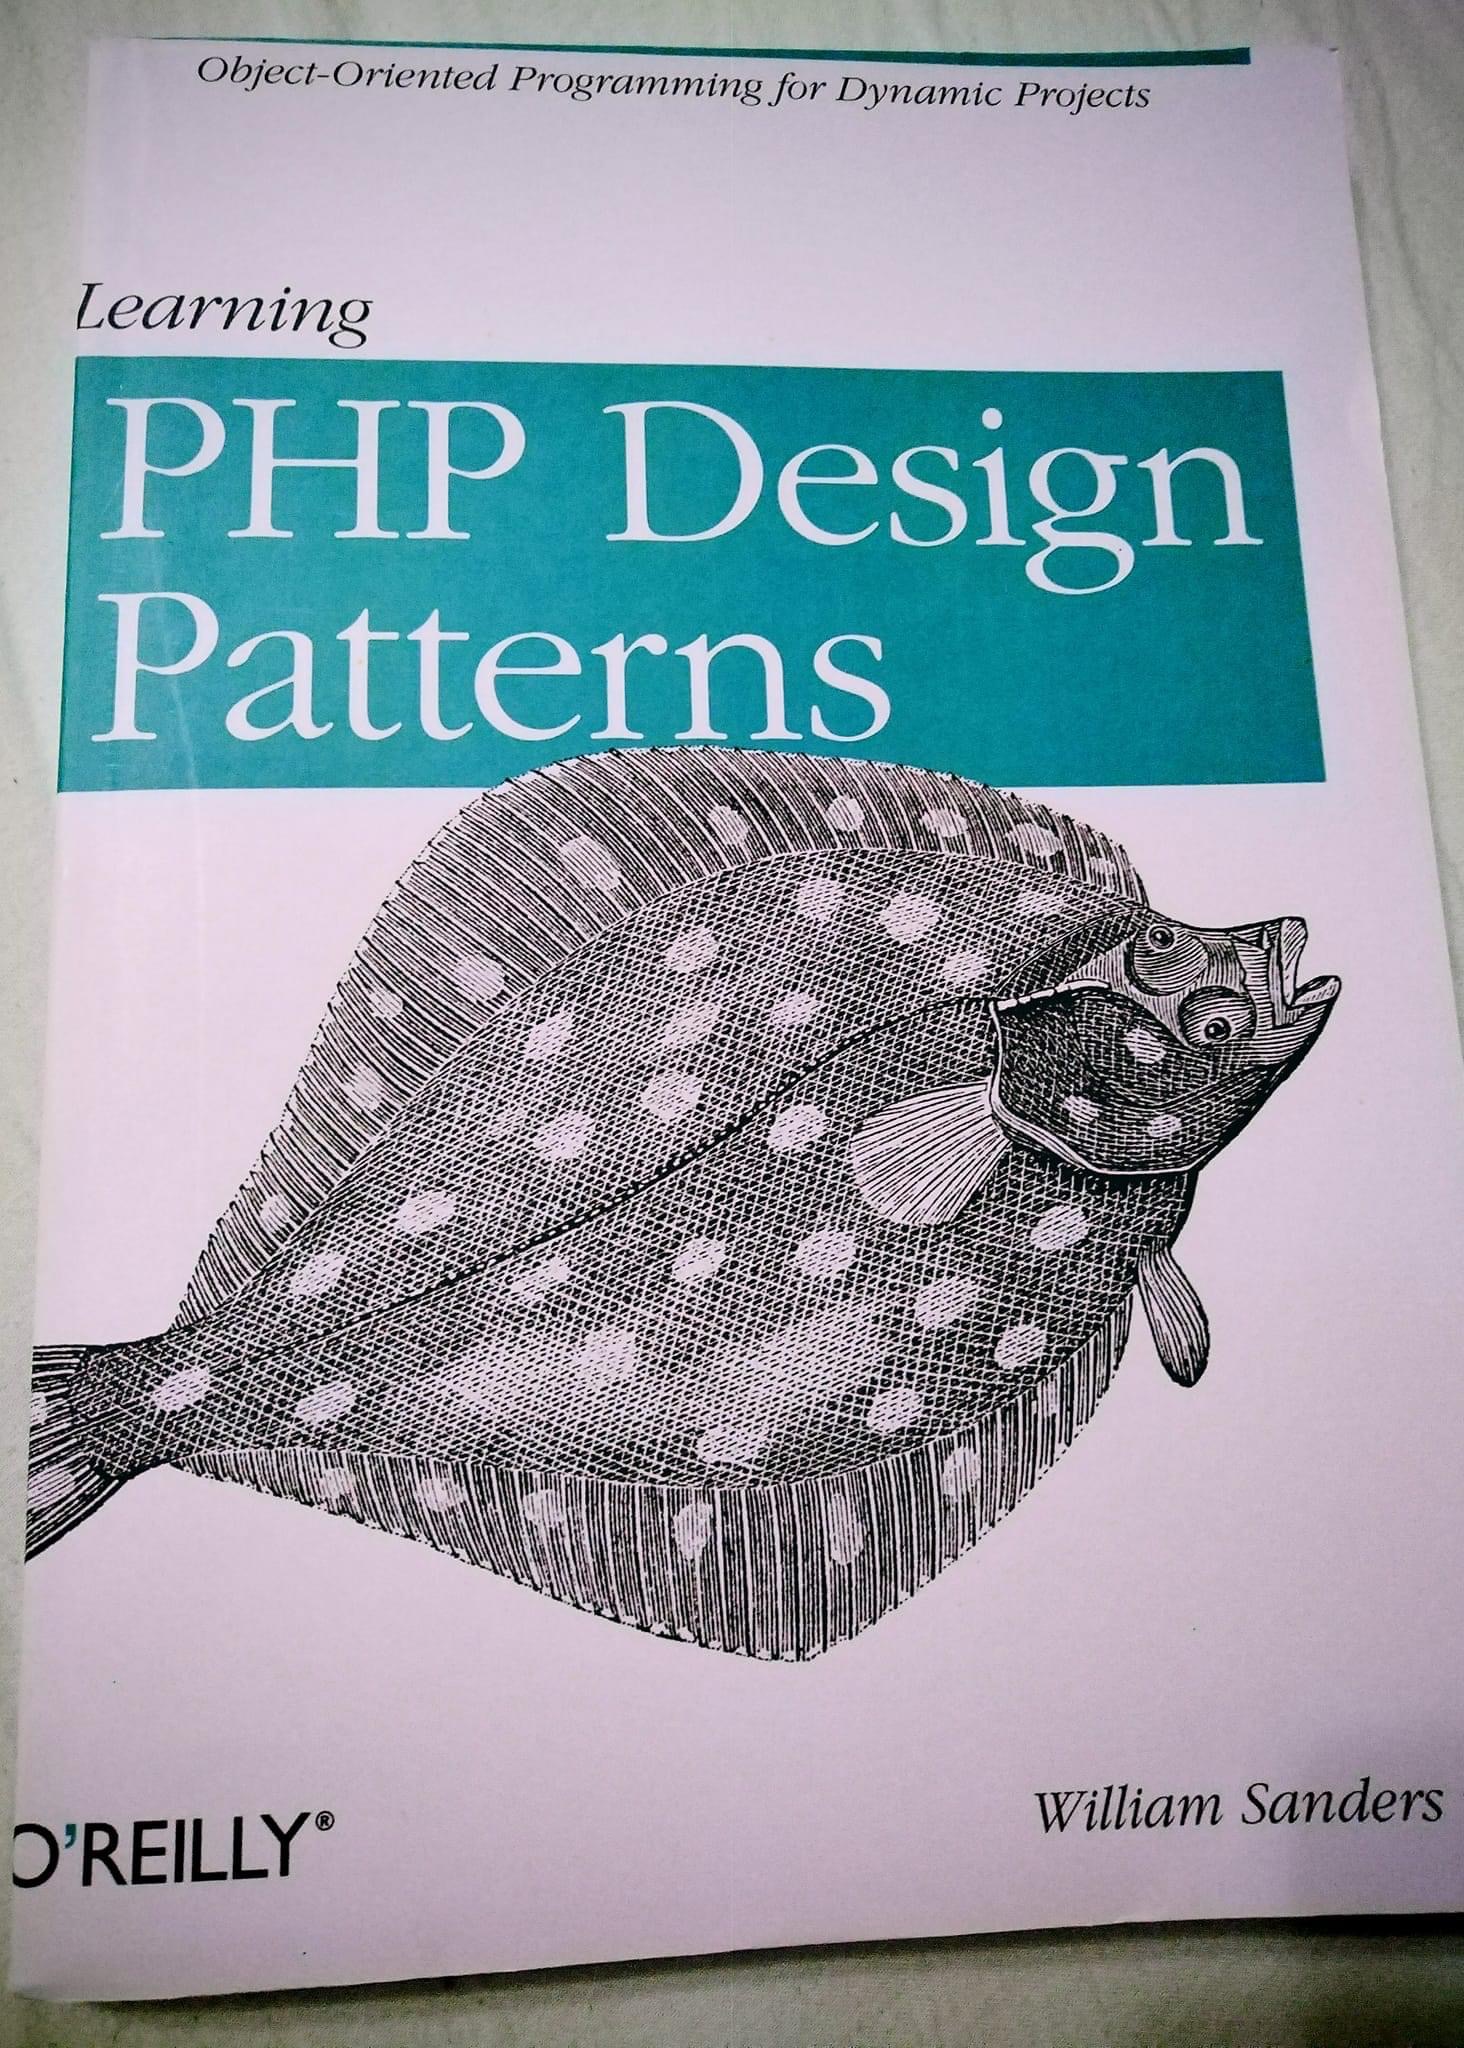 Object-Oriented Programming for Dynamic Projects
Learning
PHP Design
Patterns
O'REILLY®
William Sanders